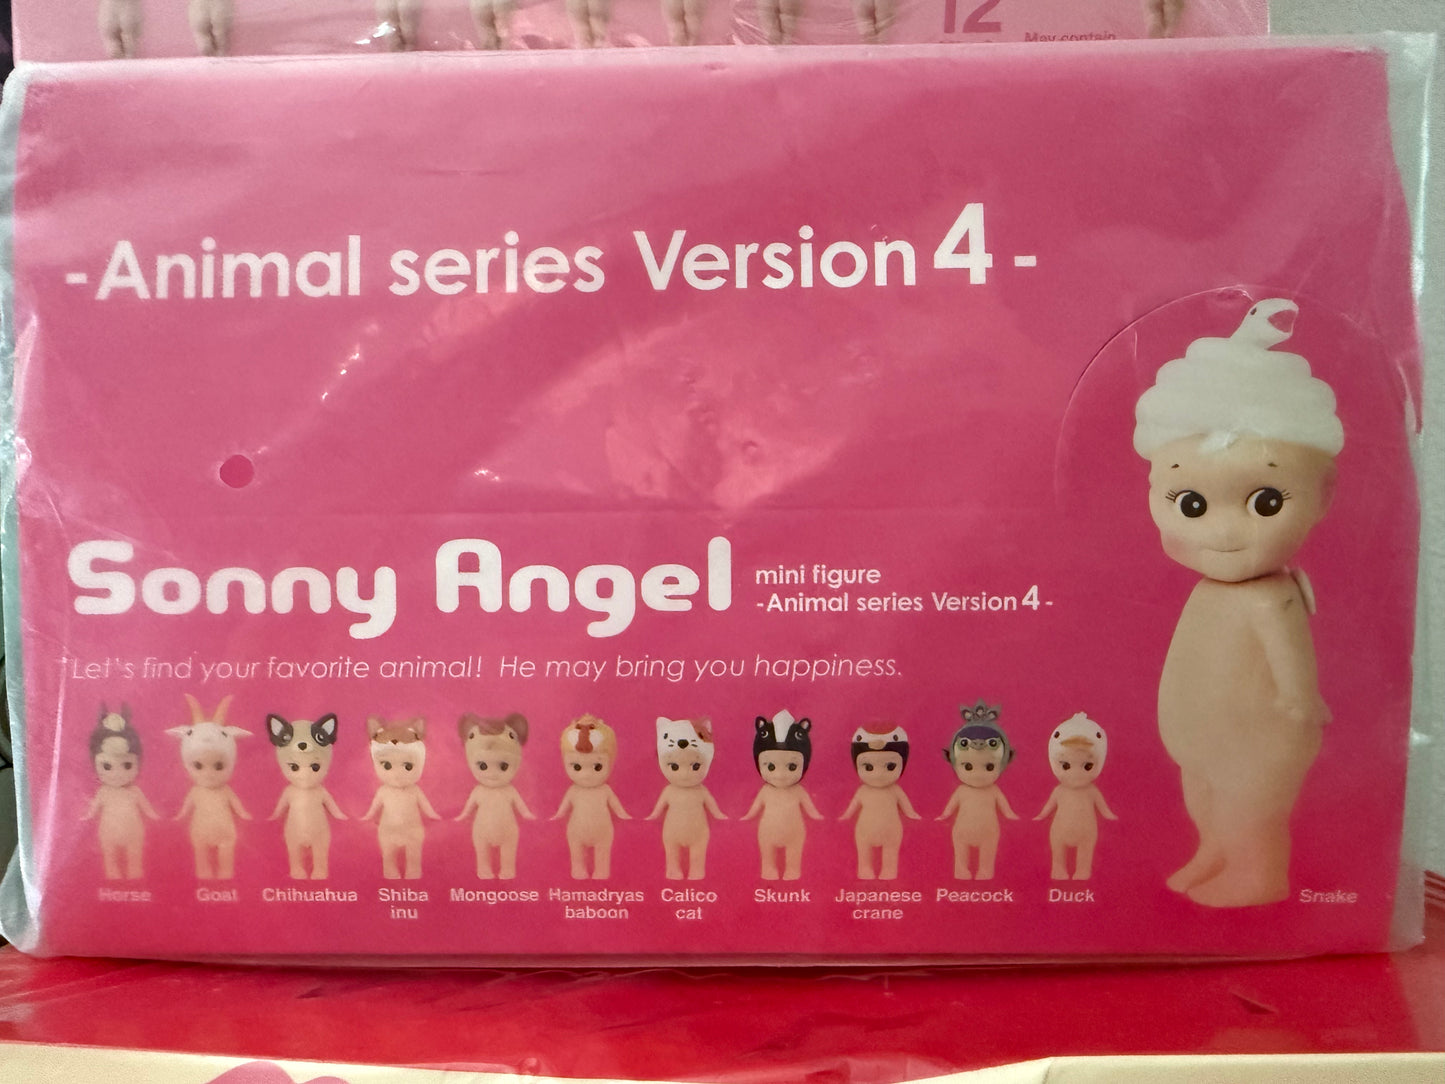 12
May contain
-Animal series Version 4 -
Sonny Angel
mini figure
-Animal series Version 4 -
Let's find your favorite animal! He may bring you happiness.
Horse Goat Chihuahua Shiba inu Mongoose Hamadryas baboon Calico cat Skunk Japanese crane Peacock Duck Snake